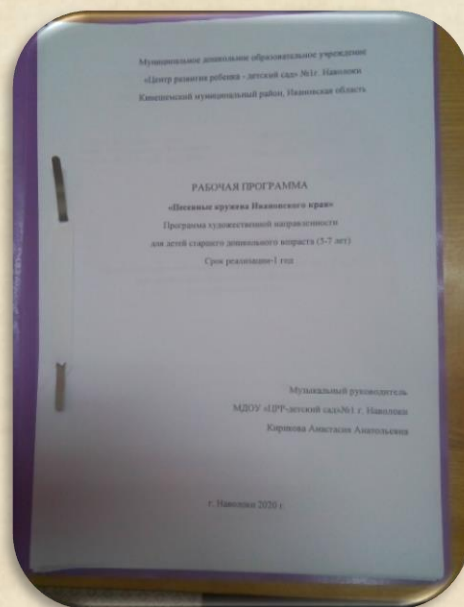 Муниципальное дошкольное образовательное учреждение
«Центр развития ребенка - детский сад» №1г. Наволоки
Кинешемский муниципальный район, Ивановская область
РАБОЧАЯ ПРОГРАММА
«Песенные кружева Ивановского края»
Программа художественной направленности
для детей старшего дошкольного возраста (5-7 лет)
Срок реализации-1 год
Музыкальный руководитель
МДОУ «ЦРР-детский сад»№1 г. Наволоки
Анастасия Анатольевна
г. Наволоки 2020 г.